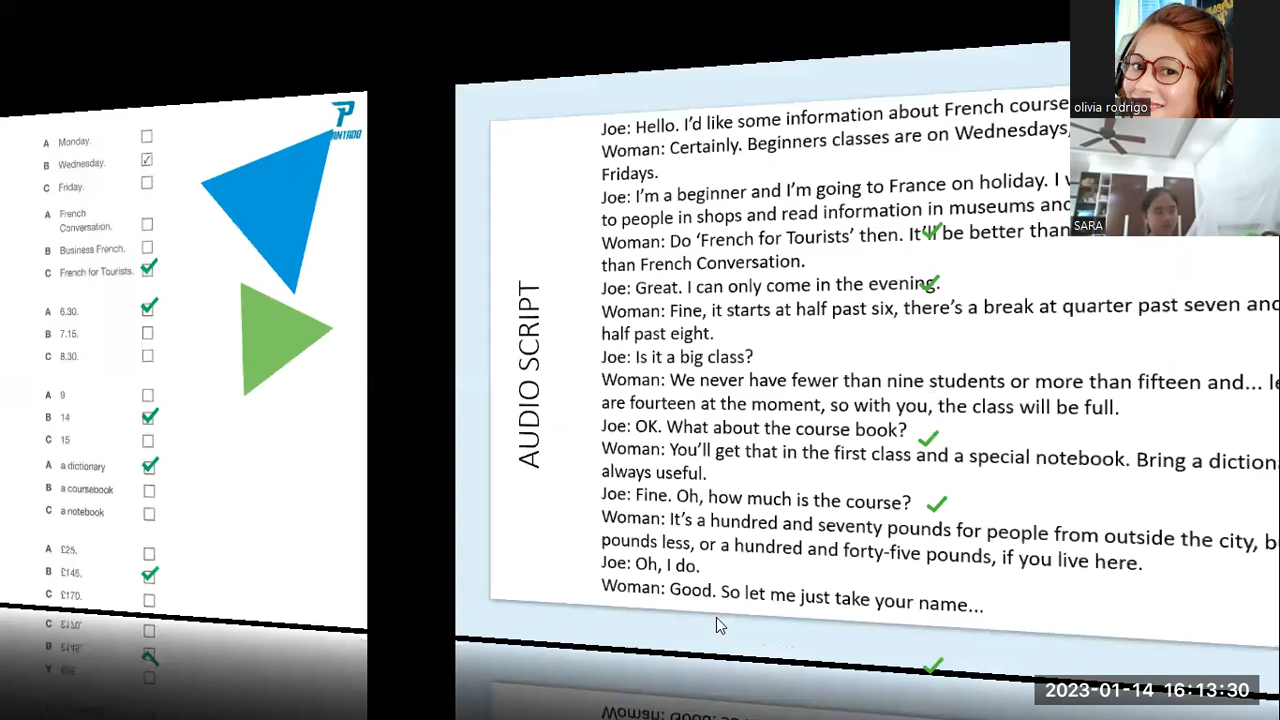 A Monday.
B Wednesday.
C Friday.
A French
Conversation.
B Business French.
C French for Tourists.
A 6.30.
B 7.15.
C 8.30.
A 9
B 14
C 15
A a dictionary
B a coursebook
C a notebook
A £25.
B £145.
C £170.
AUDIO SCRIPT
Joe: Hello. I'd like some information about French course
Woman: Certainly. Beginners classes are on Wednesdays,
Fridays.
Joe: I'm a beginner and I'm going to France on holiday. I
to people in shops and read information in museums and
Woman: Do 'French for Tourists' then. It'll be better than
than French Conversation.
Joe: Great. I can only come in the evening.
Woman: Fine, it starts at half past six, there's a break at quarter past seven and
half past eight.
Joe: Is it a big class?
Woman: We never have fewer than nine students or more than fifteen and... le
are fourteen at the moment, so with you, the class will be full.
Joe: OK. What about the course book?
Woman: You'll get that in the first class and a special notebook. Bring a diction
always useful.
Joe: Fine. Oh, how much is the course?
Woman: It's a hundred and seventy pounds for people from outside the city, b
pounds less, or a hundred and forty-five pounds, if you live here.
Joe: Oh, I do.
Woman: Good. So let me just take your name...
olivia rodrigo
SARA
2023-01-14 16:13:30